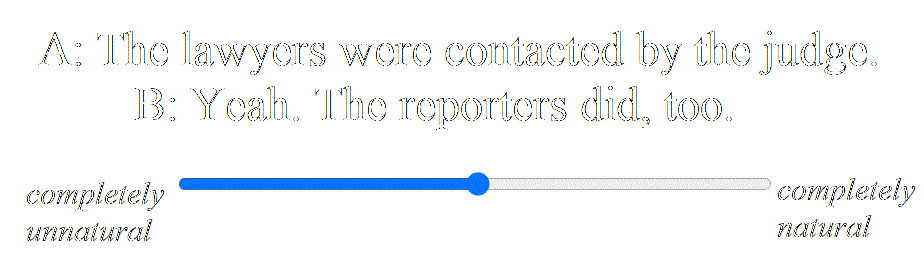 A: The lawyers were contacted by the judge.
B: Yeah. The reporters did, too.
completely unnatural
completely natural